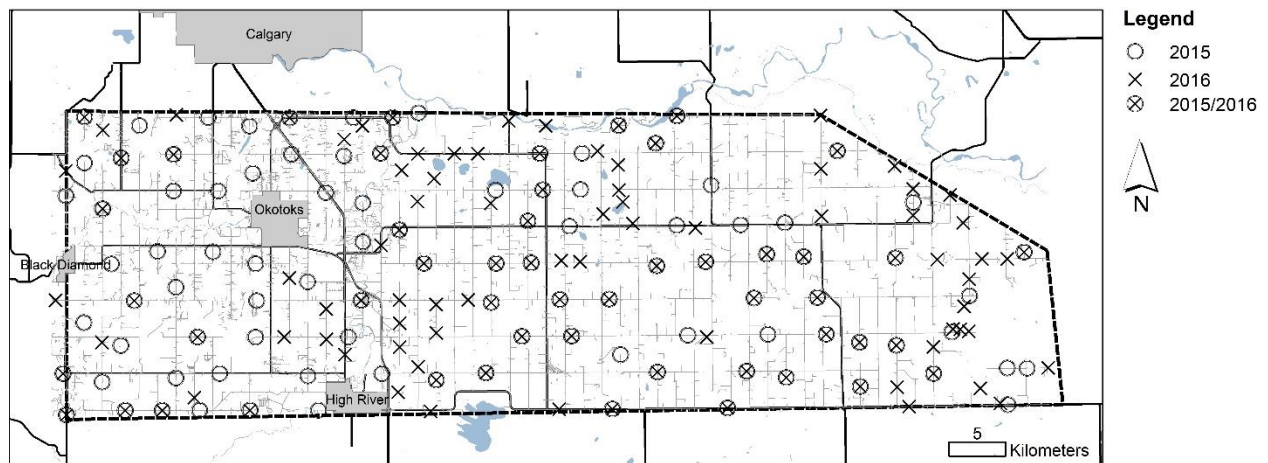 Calgary
Okotoks
Black Diamond
High River
5
Kilometers
Legend
2015
2016
2015/2016
N